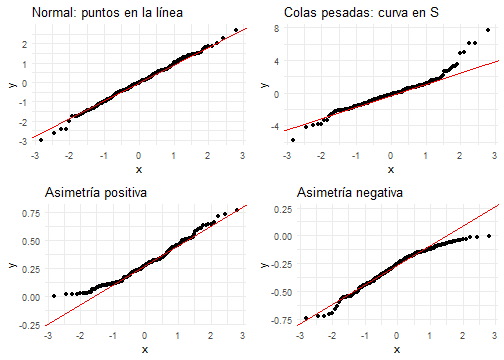 Normal: puntos en la línea
Colas pesadas: curva en S
2
1
0
-1
-2
-3
y
-3 -2 -1 0 1 2 3
x
8
4
0
-4
y
-3 -2 -1 0 1 2 3
x
Asimetría positiva
Asimetría negativa
0.75
0.50
0.25
0.00
-0.25
y
-3 -2 -1 0 1 2 3
x
0.25
0.00
-0.25
-0.50
-0.75
y
-3 -2 -1 0 1 2 3
x